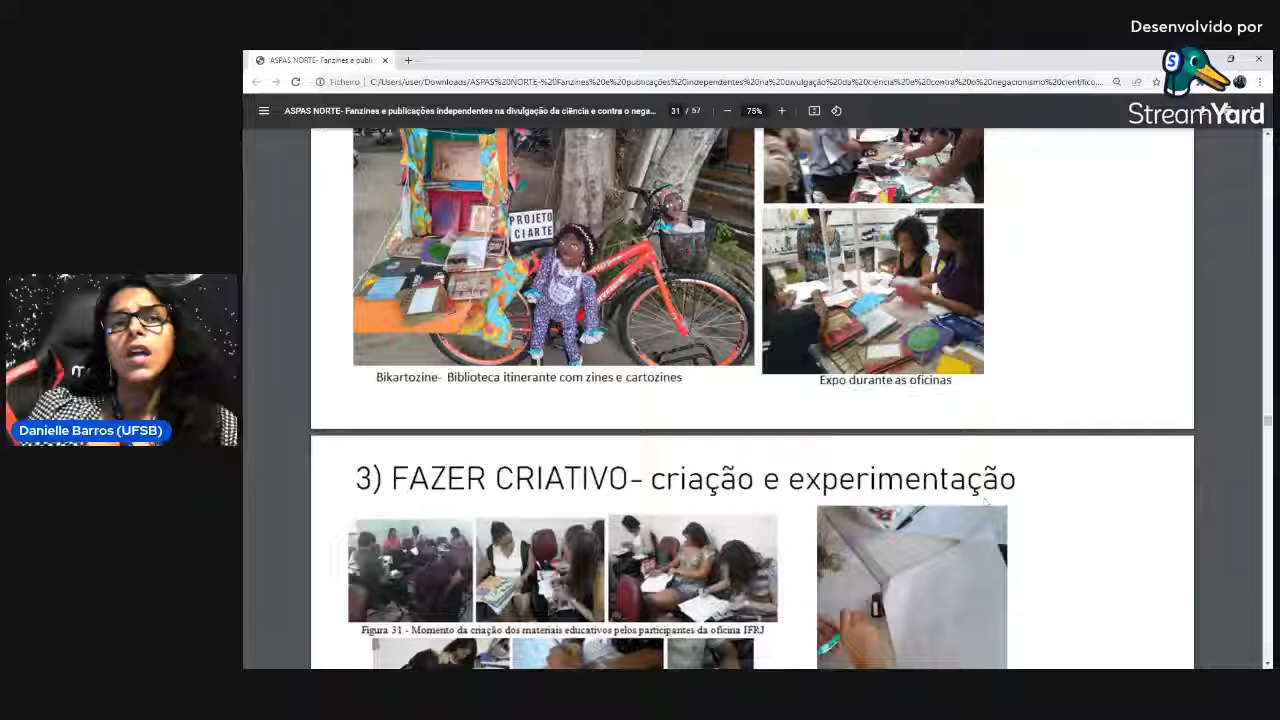 Desenvolvido por
StreamYard
S
ASPAS NORTE- Fanzines e publi
Ficheiro
C:/Users/user/Downloads/ASPAS%20NORTE-%20Fanzines%20e%20publicações%20independentes%20na%20divulgação%20da%20ciência%20e%20contra%20o%20negacionismo%20científico....
ASPAS NORTE- Fanzines e publicações independentes na divulgação da ciência e contra o nega...
31 / 57
75%
PROJETO
CIARTE
Bikartozine- Biblioteca itinerante com zines e cartozines
Expo durante as oficinas
Danielle Barros (UFSB)
3) FAZER CRIATIVO- criação e experimentação
Figura 31 - Momento da criação dos materiais educativos pelos participantes da oficina IFRJ